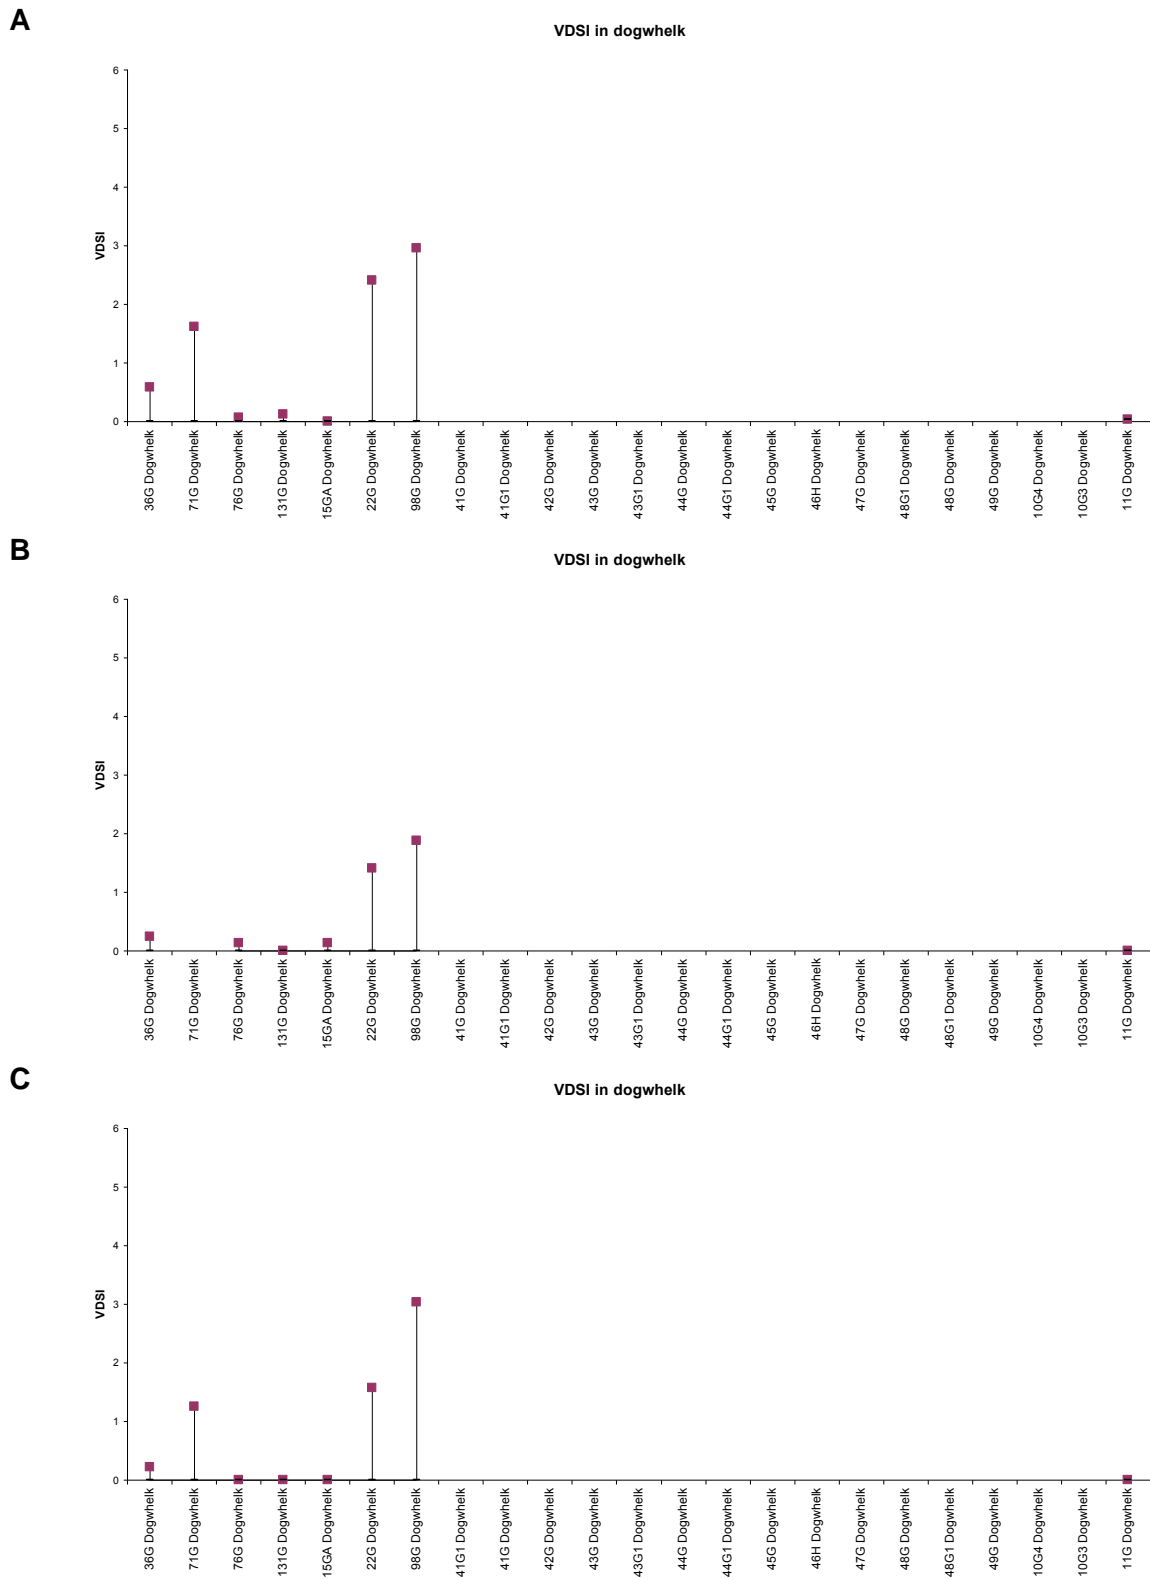 A
VDSI in dogwhelk
6
5
4
3
2
1
0
VDSI
36G Dogwhelk
71G Dogwhelk
76G Dogwhelk
131G Dogwhelk
15GA Dogwhelk
22G Dogwhelk
98G Dogwhelk
41G Dogwhelk
41G1 Dogwhelk
42G Dogwhelk
43G Dogwhelk
43G1 Dogwhelk
44G Dogwhelk
44G1 Dogwhelk
45G Dogwhelk
46H Dogwhelk
47G Dogwhelk
48G1 Dogwhelk
48G Dogwhelk
49G Dogwhelk
10G4 Dogwhelk
10G3 Dogwhelk
11G Dogwhelk
B
VDSI in dogwhelk
6
5
4
3
2
1
0
VDSI
36G Dogwhelk
71G Dogwhelk
76G Dogwhelk
131G Dogwhelk
15GA Dogwhelk
22G Dogwhelk
98G Dogwhelk
41G Dogwhelk
41G1 Dogwhelk
42G Dogwhelk
43G Dogwhelk
43G1 Dogwhelk
44G Dogwhelk
44G1 Dogwhelk
45G Dogwhelk
46H Dogwhelk
47G Dogwhelk
48G Dogwhelk
48G1 Dogwhelk
49G Dogwhelk
10G4 Dogwhelk
10G3 Dogwhelk
11G Dogwhelk
C
VDSI in dogwhelk
6
5
4
3
2
1
0
VDSI
36G Dogwhelk
71G Dogwhelk
76G Dogwhelk
131G Dogwhelk
15GA Dogwhelk
22G Dogwhelk
98G Dogwhelk
41G1 Dogwhelk
41G Dogwhelk
42G Dogwhelk
43G Dogwhelk
43G1 Dogwhelk
44G Dogwhelk
44G1 Dogwhelk
45G Dogwhelk
46H Dogwhelk
47G Dogwhelk
48G Dogwhelk
48G1 Dogwhelk
49G Dogwhelk
10G4 Dogwhelk
10G3 Dogwhelk
11G Dogwhelk